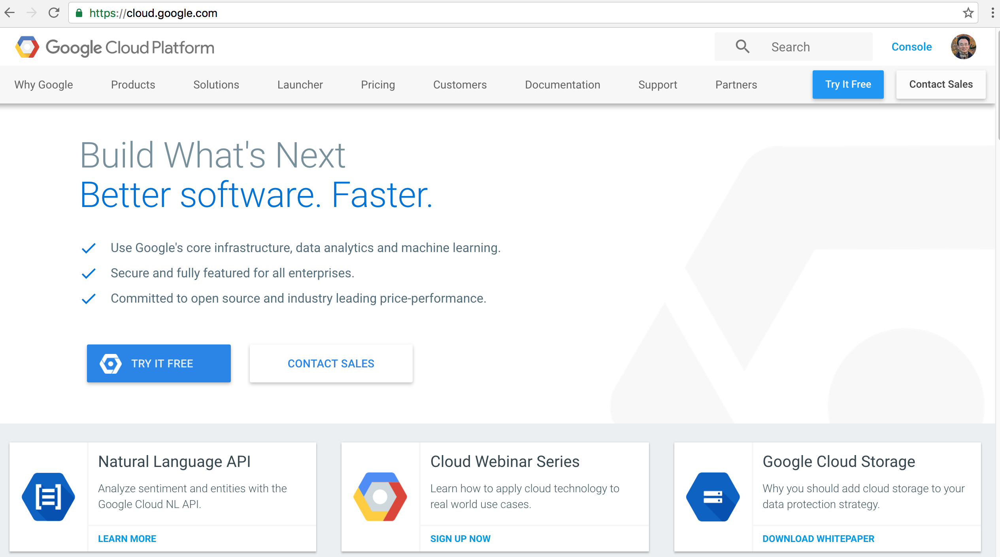 https://cloud.google.com
Google Cloud Platform
Search
Console
Why Google
Products
Solutions
Launcher
Pricing
Customers
Documentation
Support
Partners
Try It Free
Contact Sales
Build What's Next
Better software. Faster.
Use Google's core infrastructure, data analytics and machine learning.
Secure and fully featured for all enterprises.
Committed to open source and industry leading price-performance.
TRY IT FREE
CONTACT SALES
Natural Language API
Analyze sentiment and entities with the
Google Cloud NL API.
LEARN MORE
Cloud Webinar Series
Learn how to apply cloud technology to
real world use cases.
SIGN UP NOW
Google Cloud Storage
Why you should add cloud storage to your
data protection strategy.
DOWNLOAD WHITEPAPER